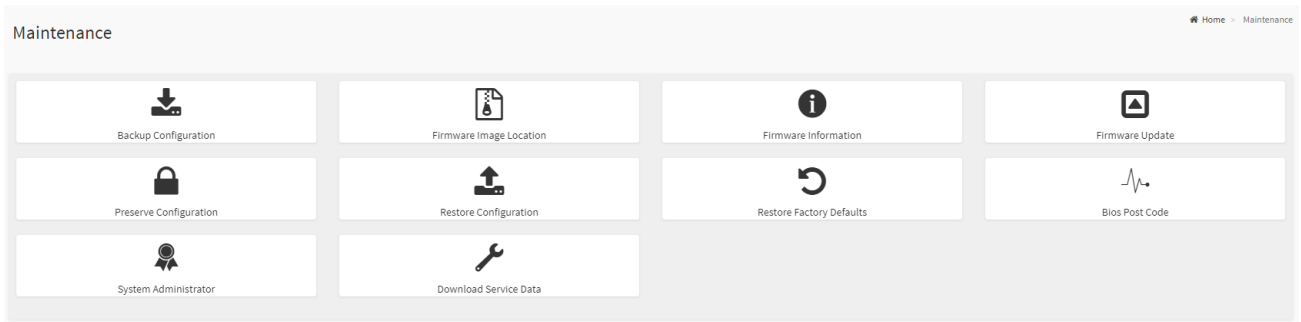 Maintenance
Home > Maintenance
Backup Configuration
Firmware Image Location
Firmware Information
Firmware Update
Preserve Configuration
Restore Configuration
Restore Factory Defaults
Bios Post Code
System Administrator
Download Service Data